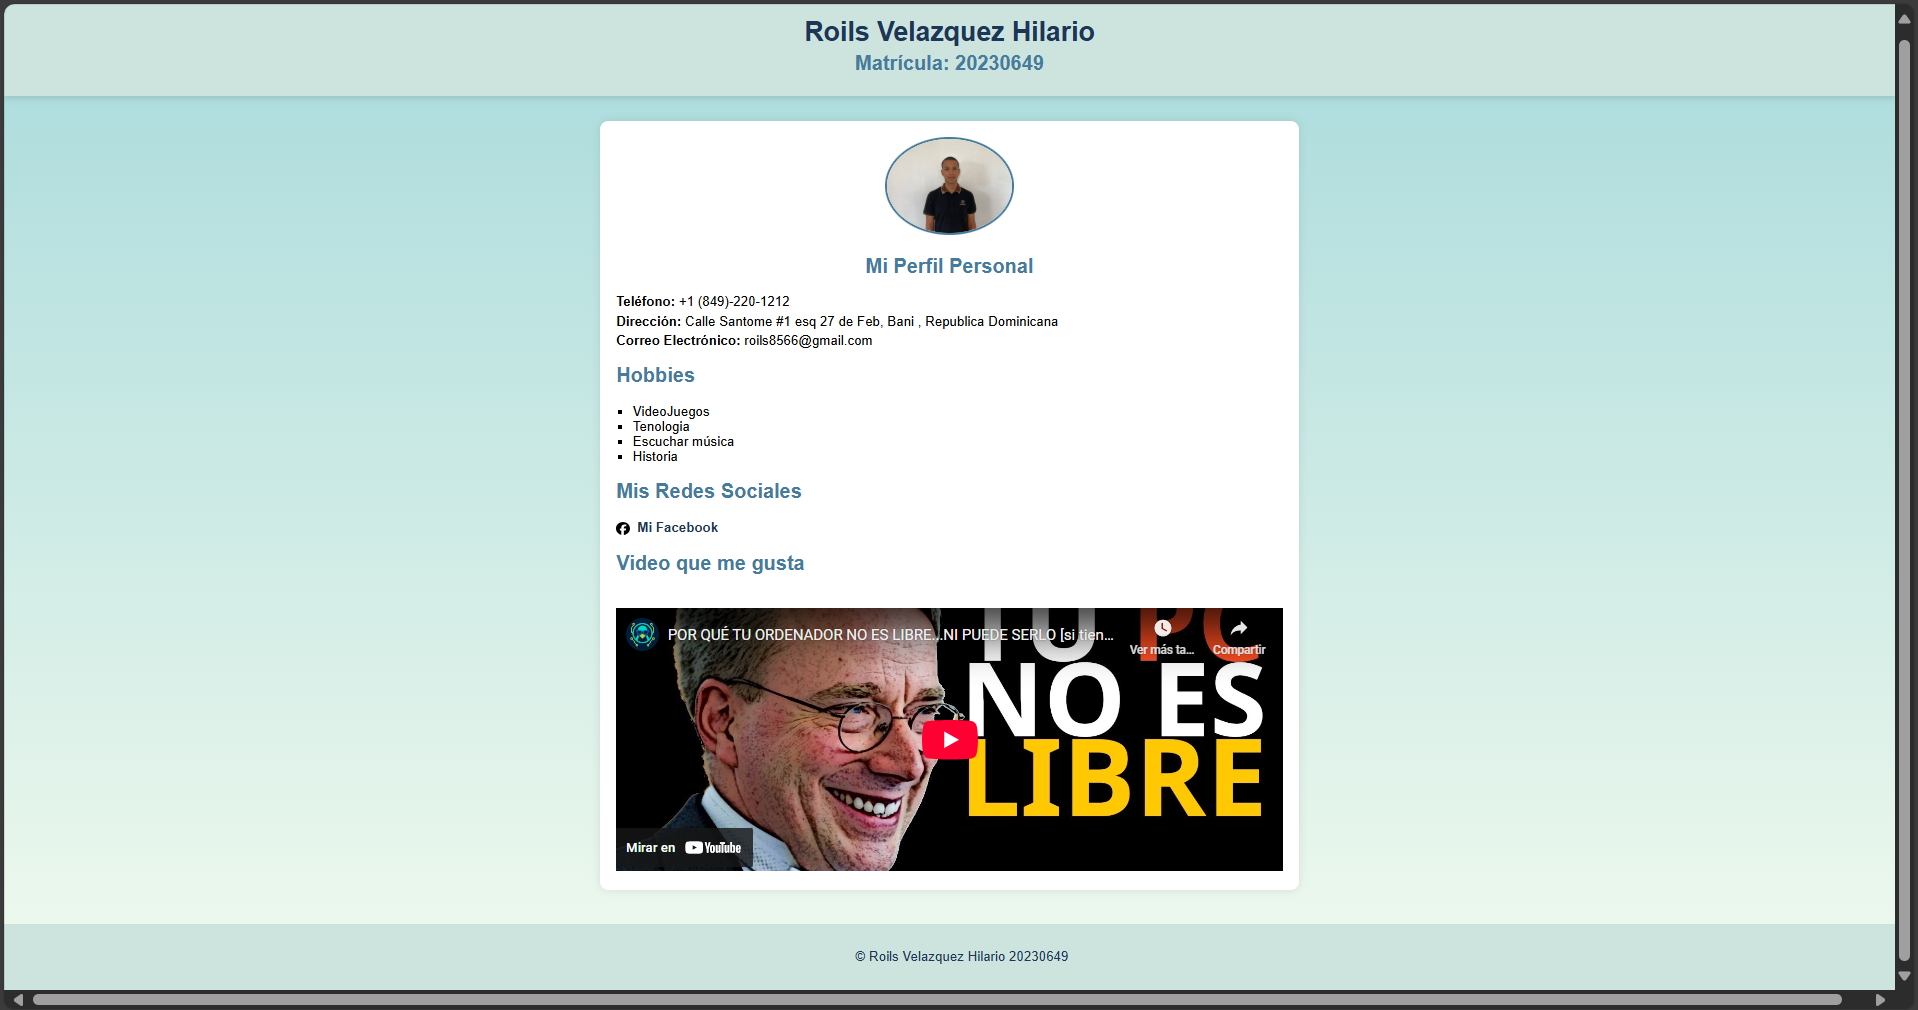 Roils Velazquez Hilario
Matrícula: 20230649
Mi Perfil Personal
Teléfono: +1 (849)-220-1212
Dirección: Calle Santome #1 esq 27 de Feb, Bani , Republica Dominicana
Correo Electrónico: roils8566@gmail.com
Hobbies
VideoJuegos
Tenologia
Escuchar música
Historia
Mis Redes Sociales
Mi Facebook
Video que me gusta
POR QUÉ TU ORDENADOR NO ES LIBRE...NI PUEDE SERLO [si tien...
Ver más ta...
Compartir
TU PC
NO ES
LIBRE
Mirar en YouTube
© Roils Velazquez Hilario 20230649